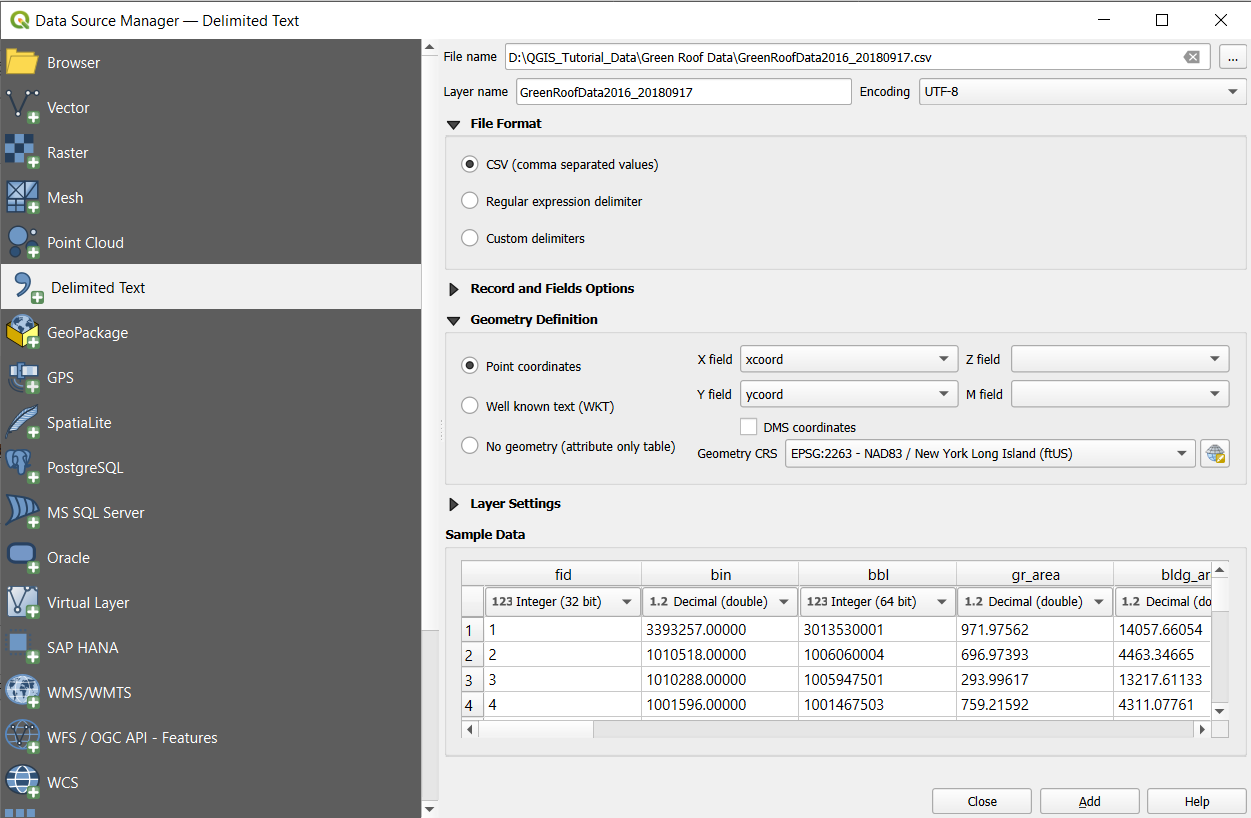 Data Source Manager — Delimited Text
Browser
Vector
Raster
Mesh
Point Cloud
Delimited Text
GeoPackage
GPS
SpatiaLite
PostgreSQL
MS SQL Server
Oracle
Virtual Layer
SAP HANA
WMS/WMTS
WFS / OGC API - Features
WCS
File name D:\QGIS_Tutorial_Data\Green Roof Data\GreenRoofData2016_20180917.csv ...
Layer name GreenRoofData2016_20180917 Encoding UTF-8
File Format
CSV (comma separated values)
Regular expression delimiter
Custom delimiters
Record and Fields Options
Geometry Definition
Point coordinates
Well known text (WKT)
No geometry (attribute only table)
X field xcoord Z field
Y field ycoord M field
DMS coordinates
Geometry CRS EPSG:2263 - NAD83 / New York Long Island (ftUS)
Layer Settings
Sample Data
fid bin bbl gr_area bldg_ar
123 Integer (32 bit) 1.2 Decimal (double) 123 Integer (64 bit) 1.2 Decimal (double) 1.2 Decimal (do
1 1 3393257.00000 3013530001 971.97562 14057.66054
2 2 1010518.00000 1006060004 696.97393 4463.34665
3 3 1010288.00000 1005947501 293.99617 13217.61133
4 4 1001596.00000 1001467503 759.21592 4311.07761
Close Add Help